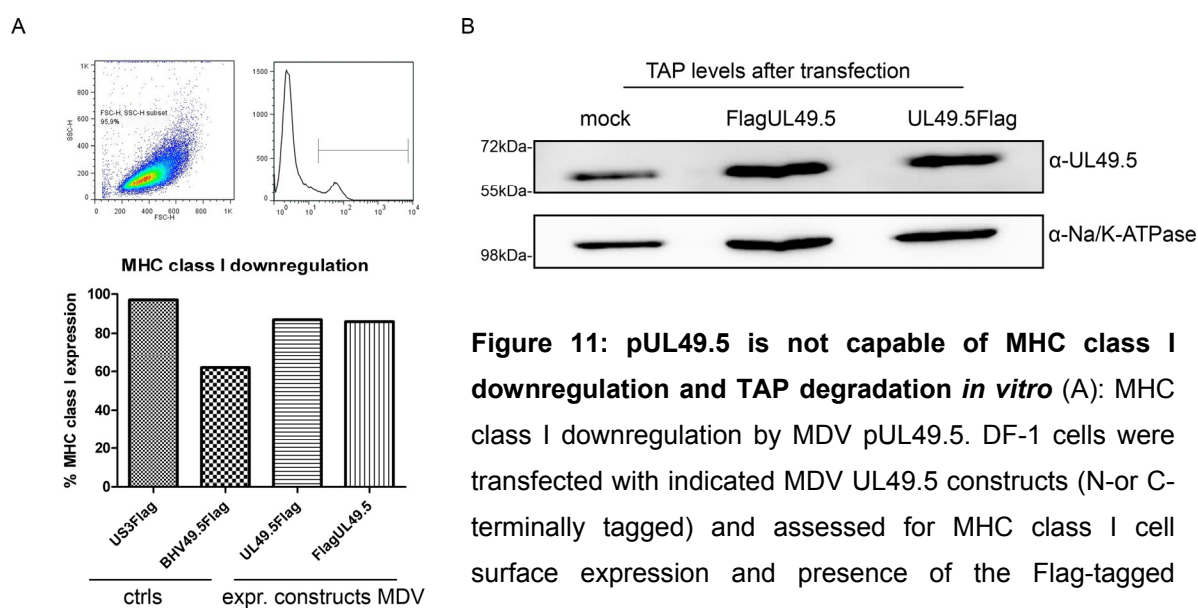 A
1K
800
600
400
200
0
SSC-H
FSC-H, SSC-H subset
95,9%
0 200 400 600 800 1K
FSC-H
1500
1000
500
0
10^0 10^1 10^2 10^3 10^4
MHC class I downregulation
% MHC class I expression
100
80
60
40
20
0
US3Flag
BHV49.5Flag
UL49.5Flag
FlagUL49.5
ctrls
expr. constructs MDV
B
TAP levels after transfection
mock FlagUL49.5 UL49.5Flag
72kDa-
55kDa-
α-UL49.5
98kDa-
α-Na/K-ATPase
Figure 11: pUL49.5 is not capable of MHC class I
downregulation and TAP degradation in vitro (A): MHC
class I downregulation by MDV pUL49.5. DF-1 cells were
transfected with indicated MDV UL49.5 constructs (N-or C-
terminally tagged) and assessed for MHC class I cell
surface expression and presence of the Flag-tagged